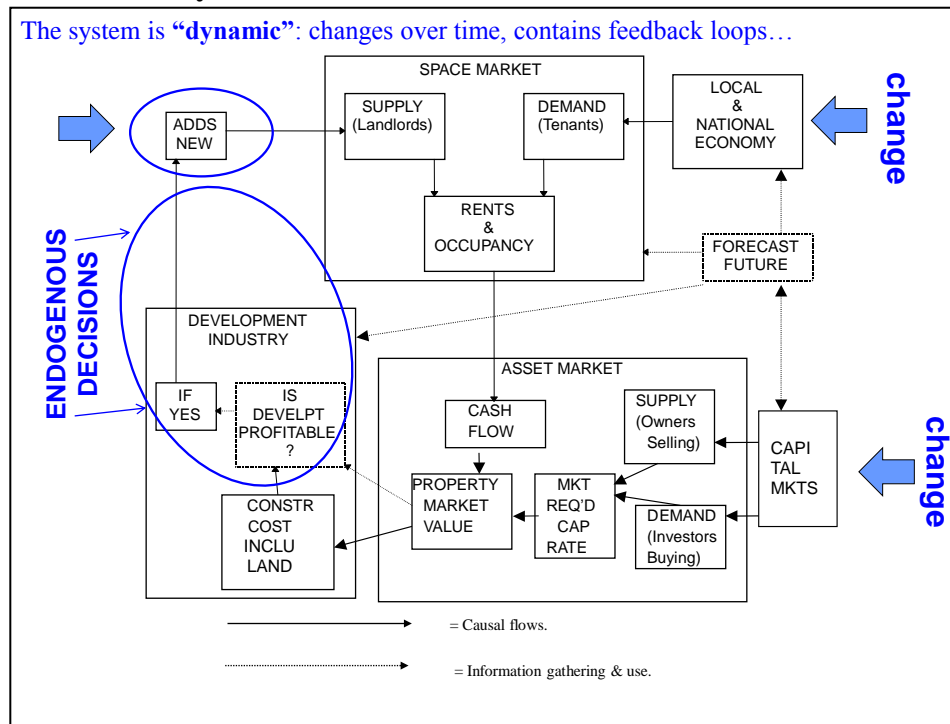 The system is “dynamic”: changes over time, contains feedback loops…
SPACE MARKET
SUPPLY
(Landlords)
DEMAND
(Tenants)
LOCAL
&
NATIONAL
ECONOMY
change
ADDS
NEW
RENTS
&
OCCUPANCY
FORECAST
FUTURE
ENDOGENOUS
DECISIONS
DEVELOPMENT
INDUSTRY
IF
YES
IS
DEVELPT
PROFITABLE
?
CONSTR
COST
INCLU
LAND
ASSET MARKET
CASH
FLOW
SUPPLY
(Owners
Selling)
PROPERTY
MARKET
VALUE
MKT
REQ’D
CAP
RATE
DEMAND
(Investors
Buying)
CAPI
TAL
MKTS
change
= Causal flows.
= Information gathering & use.